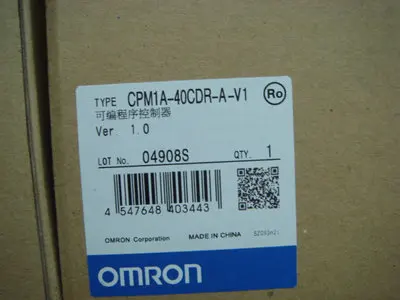 TYPE CPM1A-40CDR-A-V1 Ro
可编程序控制器
Ver. 1.0
LOT No. 04908S QTY. 1
4 547648 403443
OMRON Corporation MADE IN CHINA
OMRON